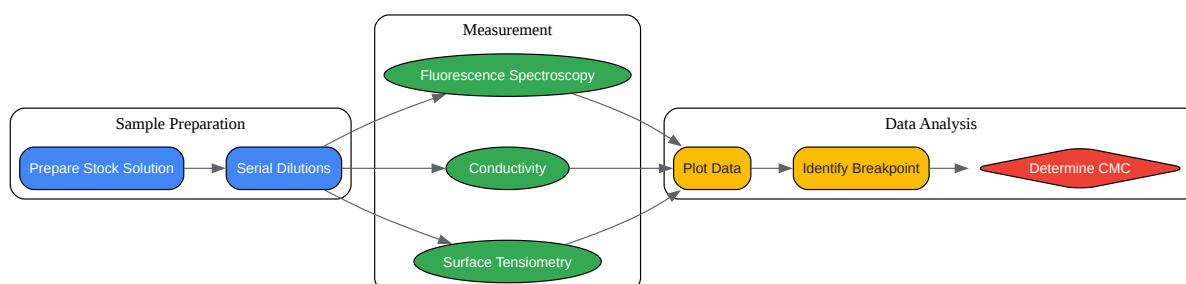 Sample Preparation
Prepare Stock Solution
Serial Dilutions
Measurement
Fluorescence Spectroscopy
Conductivity
Surface Tensiometry
Data Analysis
Plot Data
Identify Breakpoint
Determine CMC